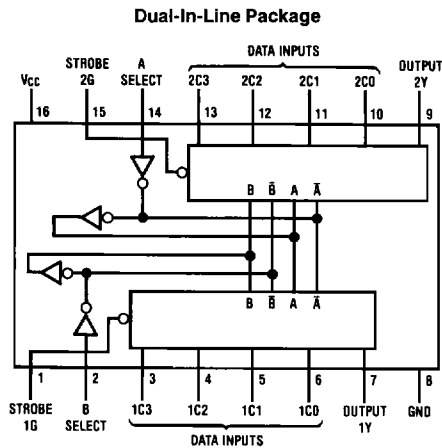 Dual-In-Line Package
DATA INPUTS
STROBE A OUTPUT
VCC 2G SELECT 2C3 2C2 2C1 2C0 2Y
16 15 14 13 12 11 10 9
B B̄ A Ā
B B̄ A Ā
1 2 3 4 5 6 7 8
STROBE B 1C3 1C2 1C1 1C0 OUTPUT GND
1G SELECT 1Y
DATA INPUTS